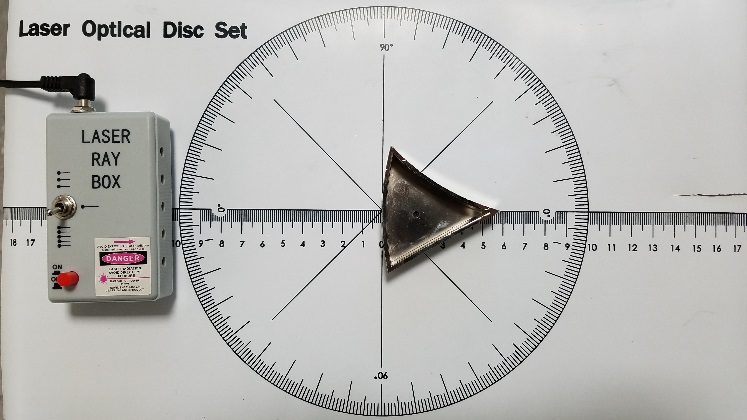 Laser Optical Disc Set
90°
LASER
RAY
BOX
0°
0°
18 17 10 9 8 7 6 5 4 3 2 1 0 1 2 3 4 5 6 7 8 9 10 11 12 13 14 15 16 17
ON
DANGER
90°